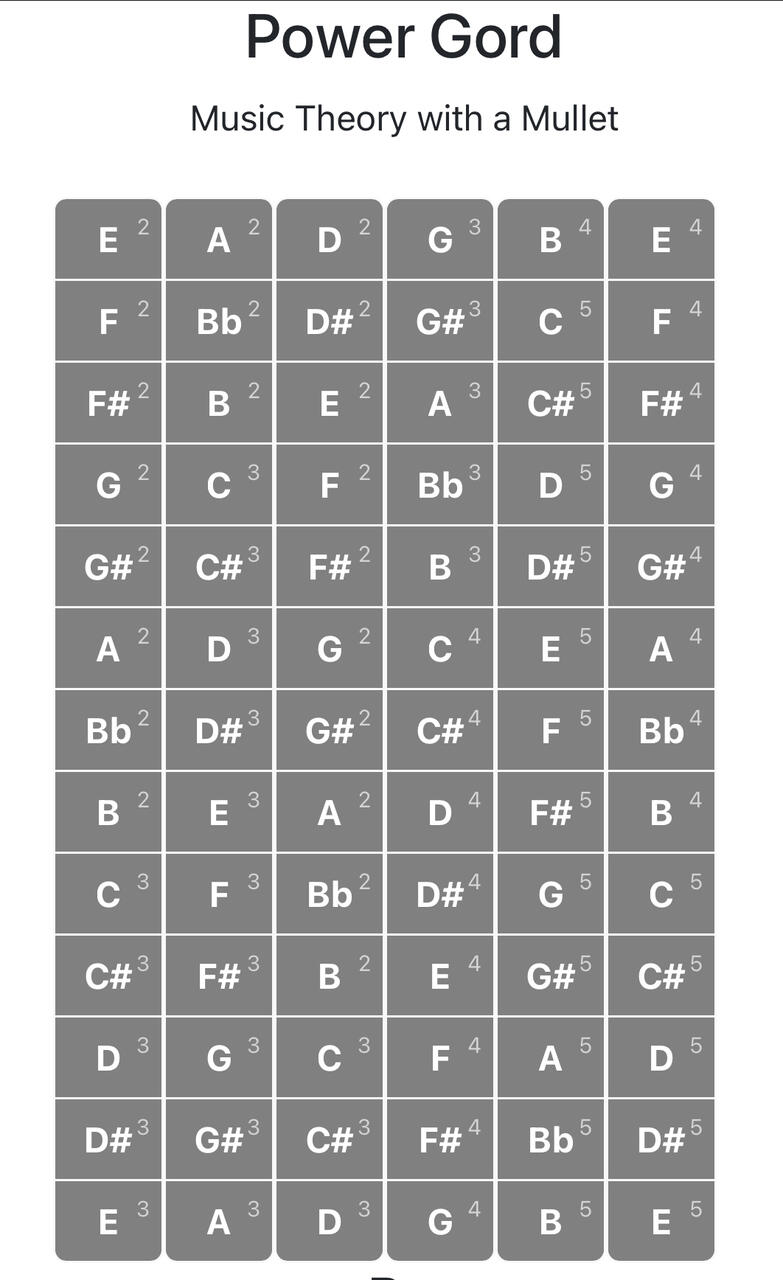 Power Gord
Music Theory with a Mullet
E 2 A 2 D 2 G 3 B 4 E 4
F 2 Bb 2 D# 2 G# 3 C 5 F 4
F# 2 B 2 E 2 A 3 C# 5 F# 4
G 2 C 3 F 2 Bb 3 D 5 G 4
G# 2 C# 3 F# 2 B 3 D# 5 G# 4
A 2 D 3 G 2 C 4 E 5 A 4
Bb 2 D# 3 G# 2 C# 4 F 5 Bb 4
B 2 E 3 A 2 D 4 F# 5 B 4
C 3 F 3 Bb 2 D# 4 G 5 C 5
C# 3 F# 3 B 2 E 4 G# 5 C# 5
D 3 G 3 C 3 F 4 A 5 D 5
D# 3 G# 3 C# 3 F# 4 Bb 5 D# 5
E 3 A 3 D 3 G 4 B 5 E 5